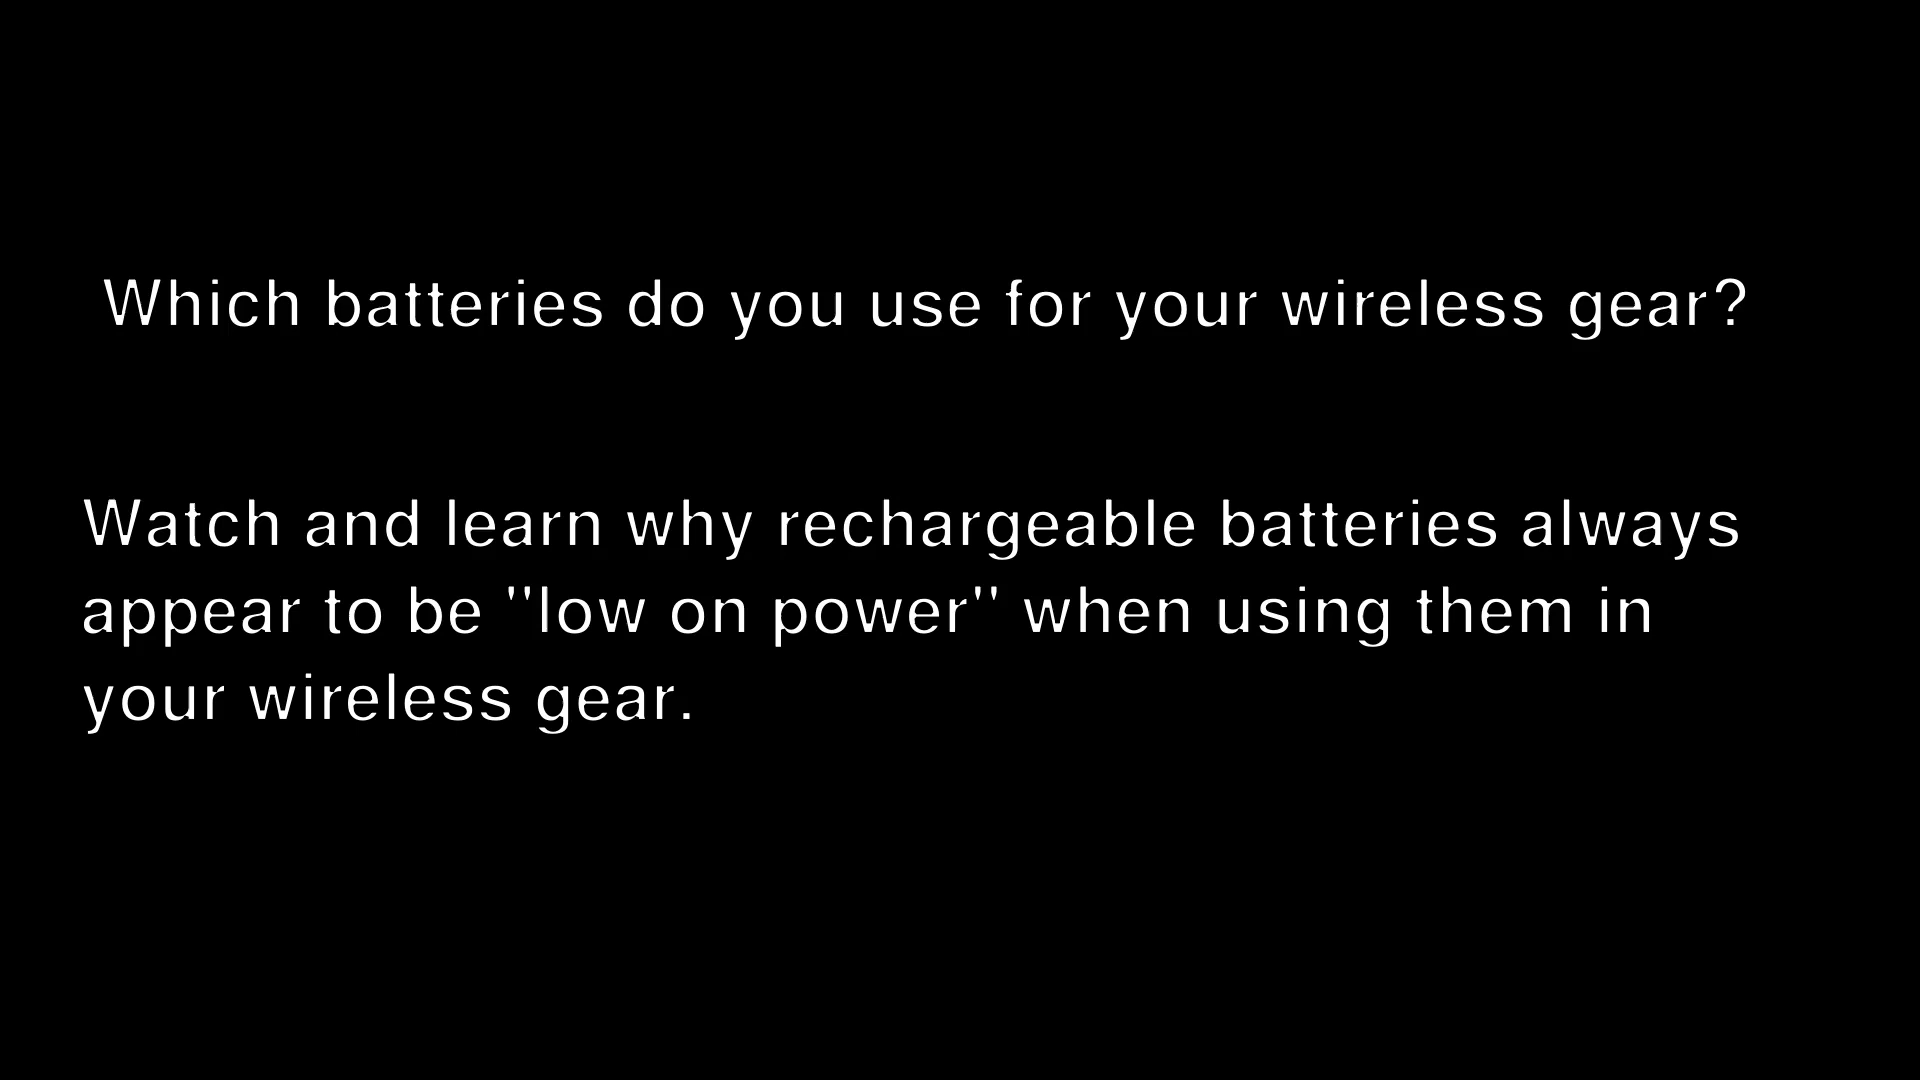 Which batteries do you use for your wireless gear?
Watch and learn why rechargeable batteries always
appear to be "low on power" when using them in
your wireless gear.